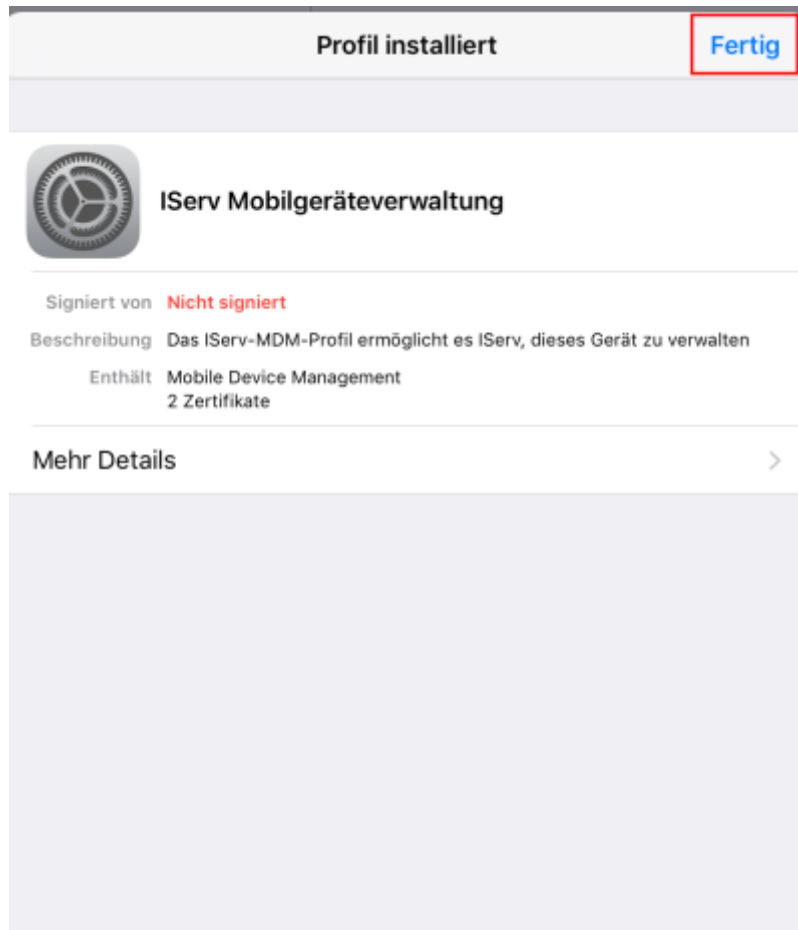 Profil installiert
Fertig
IServ Mobilgeräteverwaltung
Signiert von Nicht signiert
Beschreibung Das IServ-MDM-Profil ermöglicht es IServ, dieses Gerät zu verwalten
Enthält Mobile Device Management
2 Zertifikate
Mehr Details